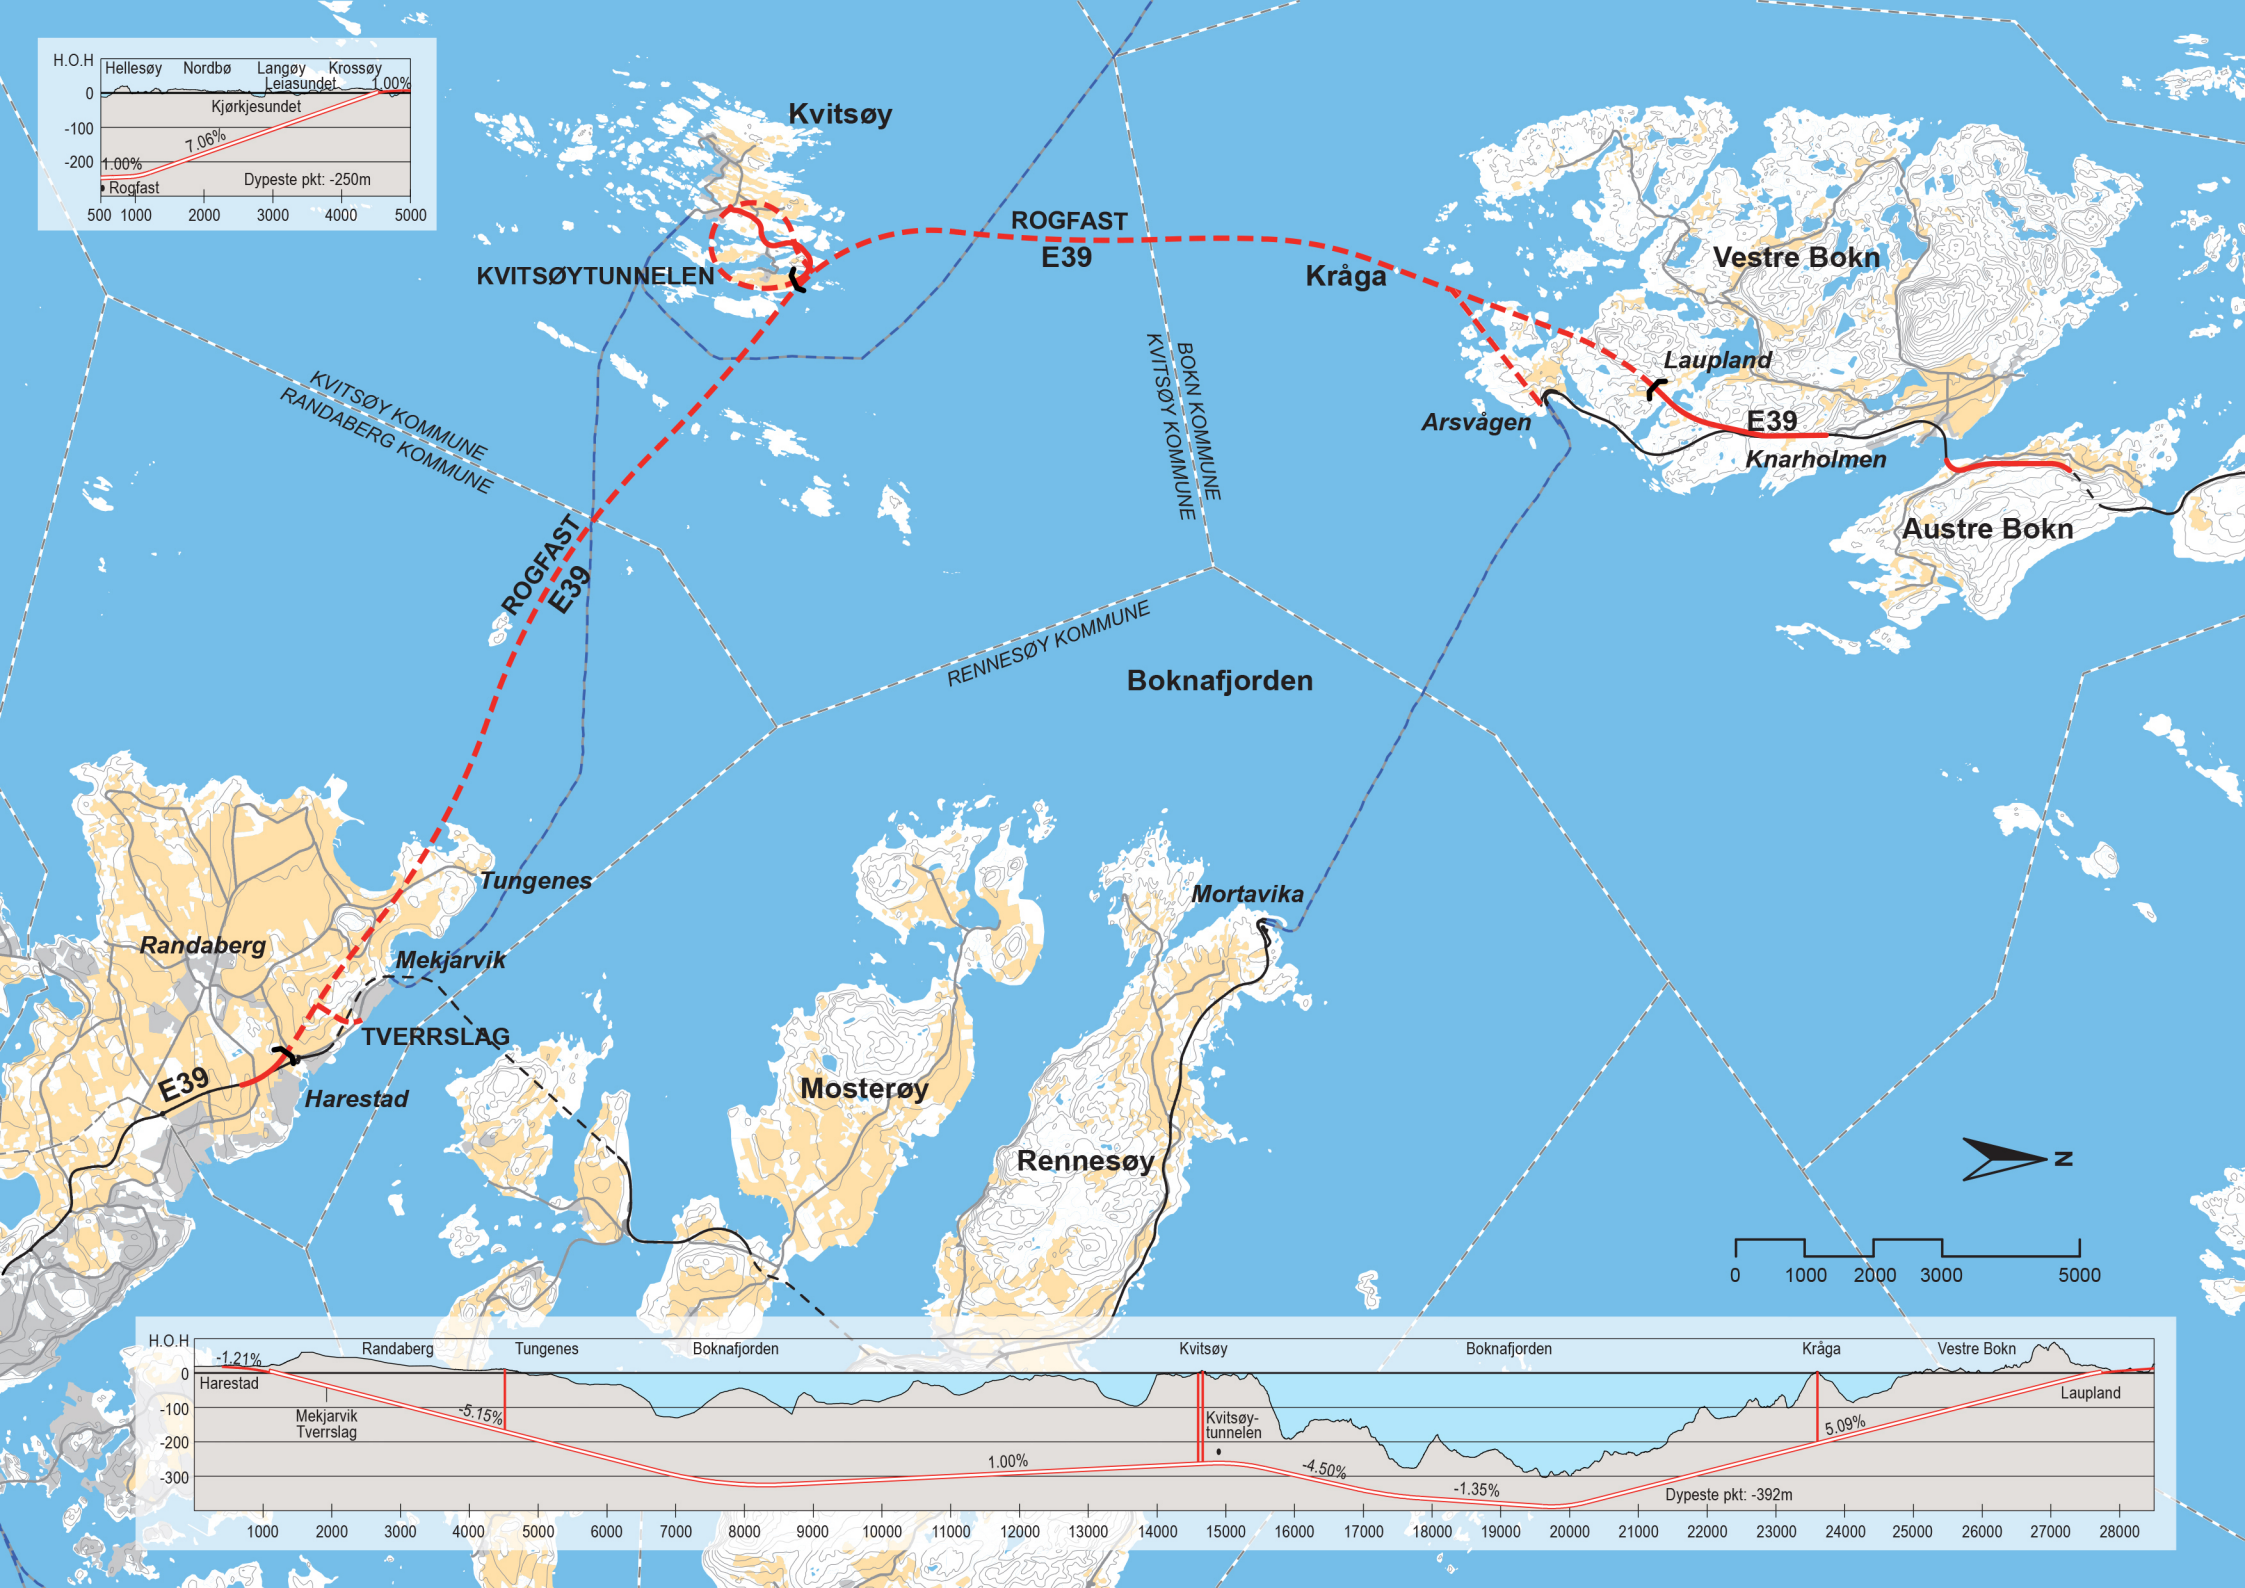 H.O.H
Hellesøy Nordbø Langøy Krossøy
Leiasundet 1.00%
0
Kjørkjesundet
-100
7.06%
-200 1.00%
Dypeste pkt: -250m
Rogfast
500 1000 2000 3000 4000 5000
Kvitsøy
ROGFAST
E39
KVITSØYTUNNELEN
Kråga
Vestre Bokn
Laupland
Arsvågen
E39
Knarholmen
Austre Bokn
KVITSØY KOMMUNE
RANDABERG KOMMUNE
BOKN KOMMUNE
KVITSØY KOMMUNE
ROGFAST
E39
RENNESØY KOMMUNE
Boknafjorden
Tungenes
Mortavika
Randaberg
Mekjarvik
TVERRSLAG
E39
Harestad
Mosterøy
Rennesøy
N
0 1000 2000 3000 5000
H.O.H
Randaberg Tungenes Boknafjorden Kvitsøy Boknafjorden Kråga Vestre Bokn
-1.21%
0
Harestad
Laupland
-100
Mekjarvik
Tverrslag
-5.15%
Kvitsøy-
tunnelen
5.09%
-200
1.00%
-4.50%
-300
-1.35%
Dypeste pkt: -392m
1000 2000 3000 4000 5000 6000 7000 8000 9000 10000 11000 12000 13000 14000 15000 16000 17000 18000 19000 20000 21000 22000 23000 24000 25000 26000 27000 28000